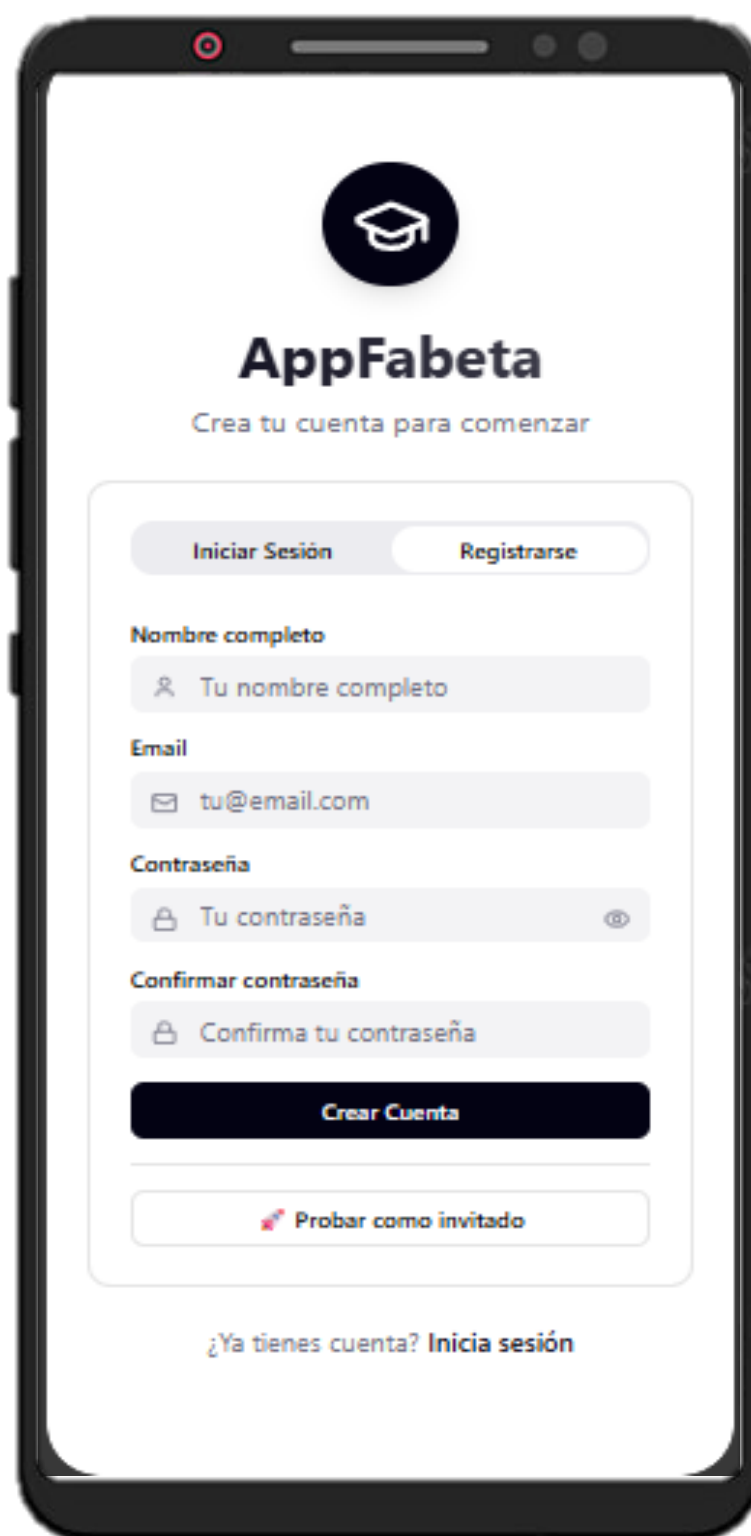 AppFabeta
Crea tu cuenta para comenzar
Iniciar Sesión Registrarse
Nombre completo
Tu nombre completo
Email
tu@email.com
Contraseña
Tu contraseña
Confirmar contraseña
Confirma tu contraseña
Crear Cuenta
🚀 Probar como invitado
¿Ya tienes cuenta? Inicia sesión